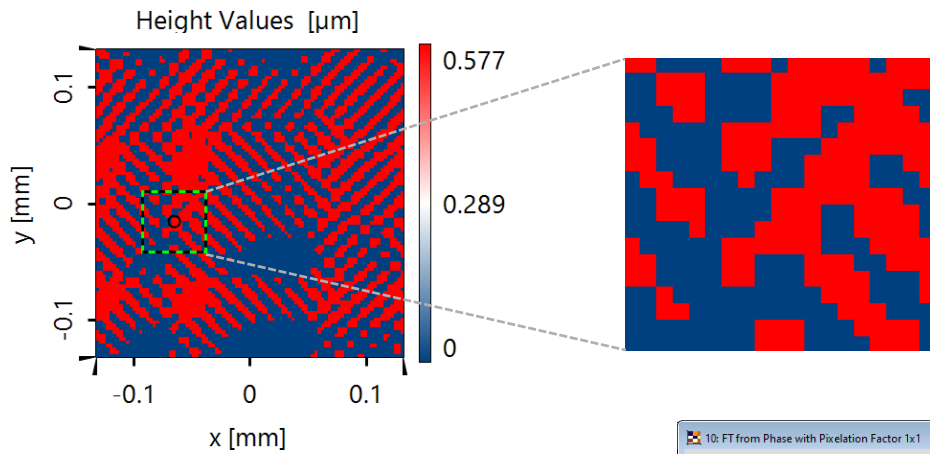 Height Values [µm]
0.577
0.289
0
0.1
0
-0.1
y [mm]
-0.1
0
0.1
x [mm]
10: FT from Phase with Pixelation Factor 1x1